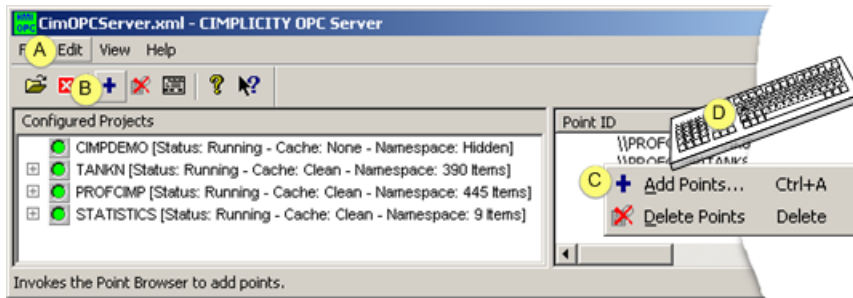 HMI
OPC
CimOPCServer.xml - CIMPLICITY OPC Server
A Edit View Help
B
Configured Projects
CIMPDEMO [Status: Running - Cache: None - Namespace: Hidden]
TANKN [Status: Running - Cache: Clean - Namespace: 390 Items]
PROFCIMP [Status: Running - Cache: Clean - Namespace: 445 Items]
STATISTICS [Status: Running - Cache: Clean - Namespace: 9 Items]
Point ID
D
C
Add Points... Ctrl+A
Delete Points Delete
Invokes the Point Browser to add points.